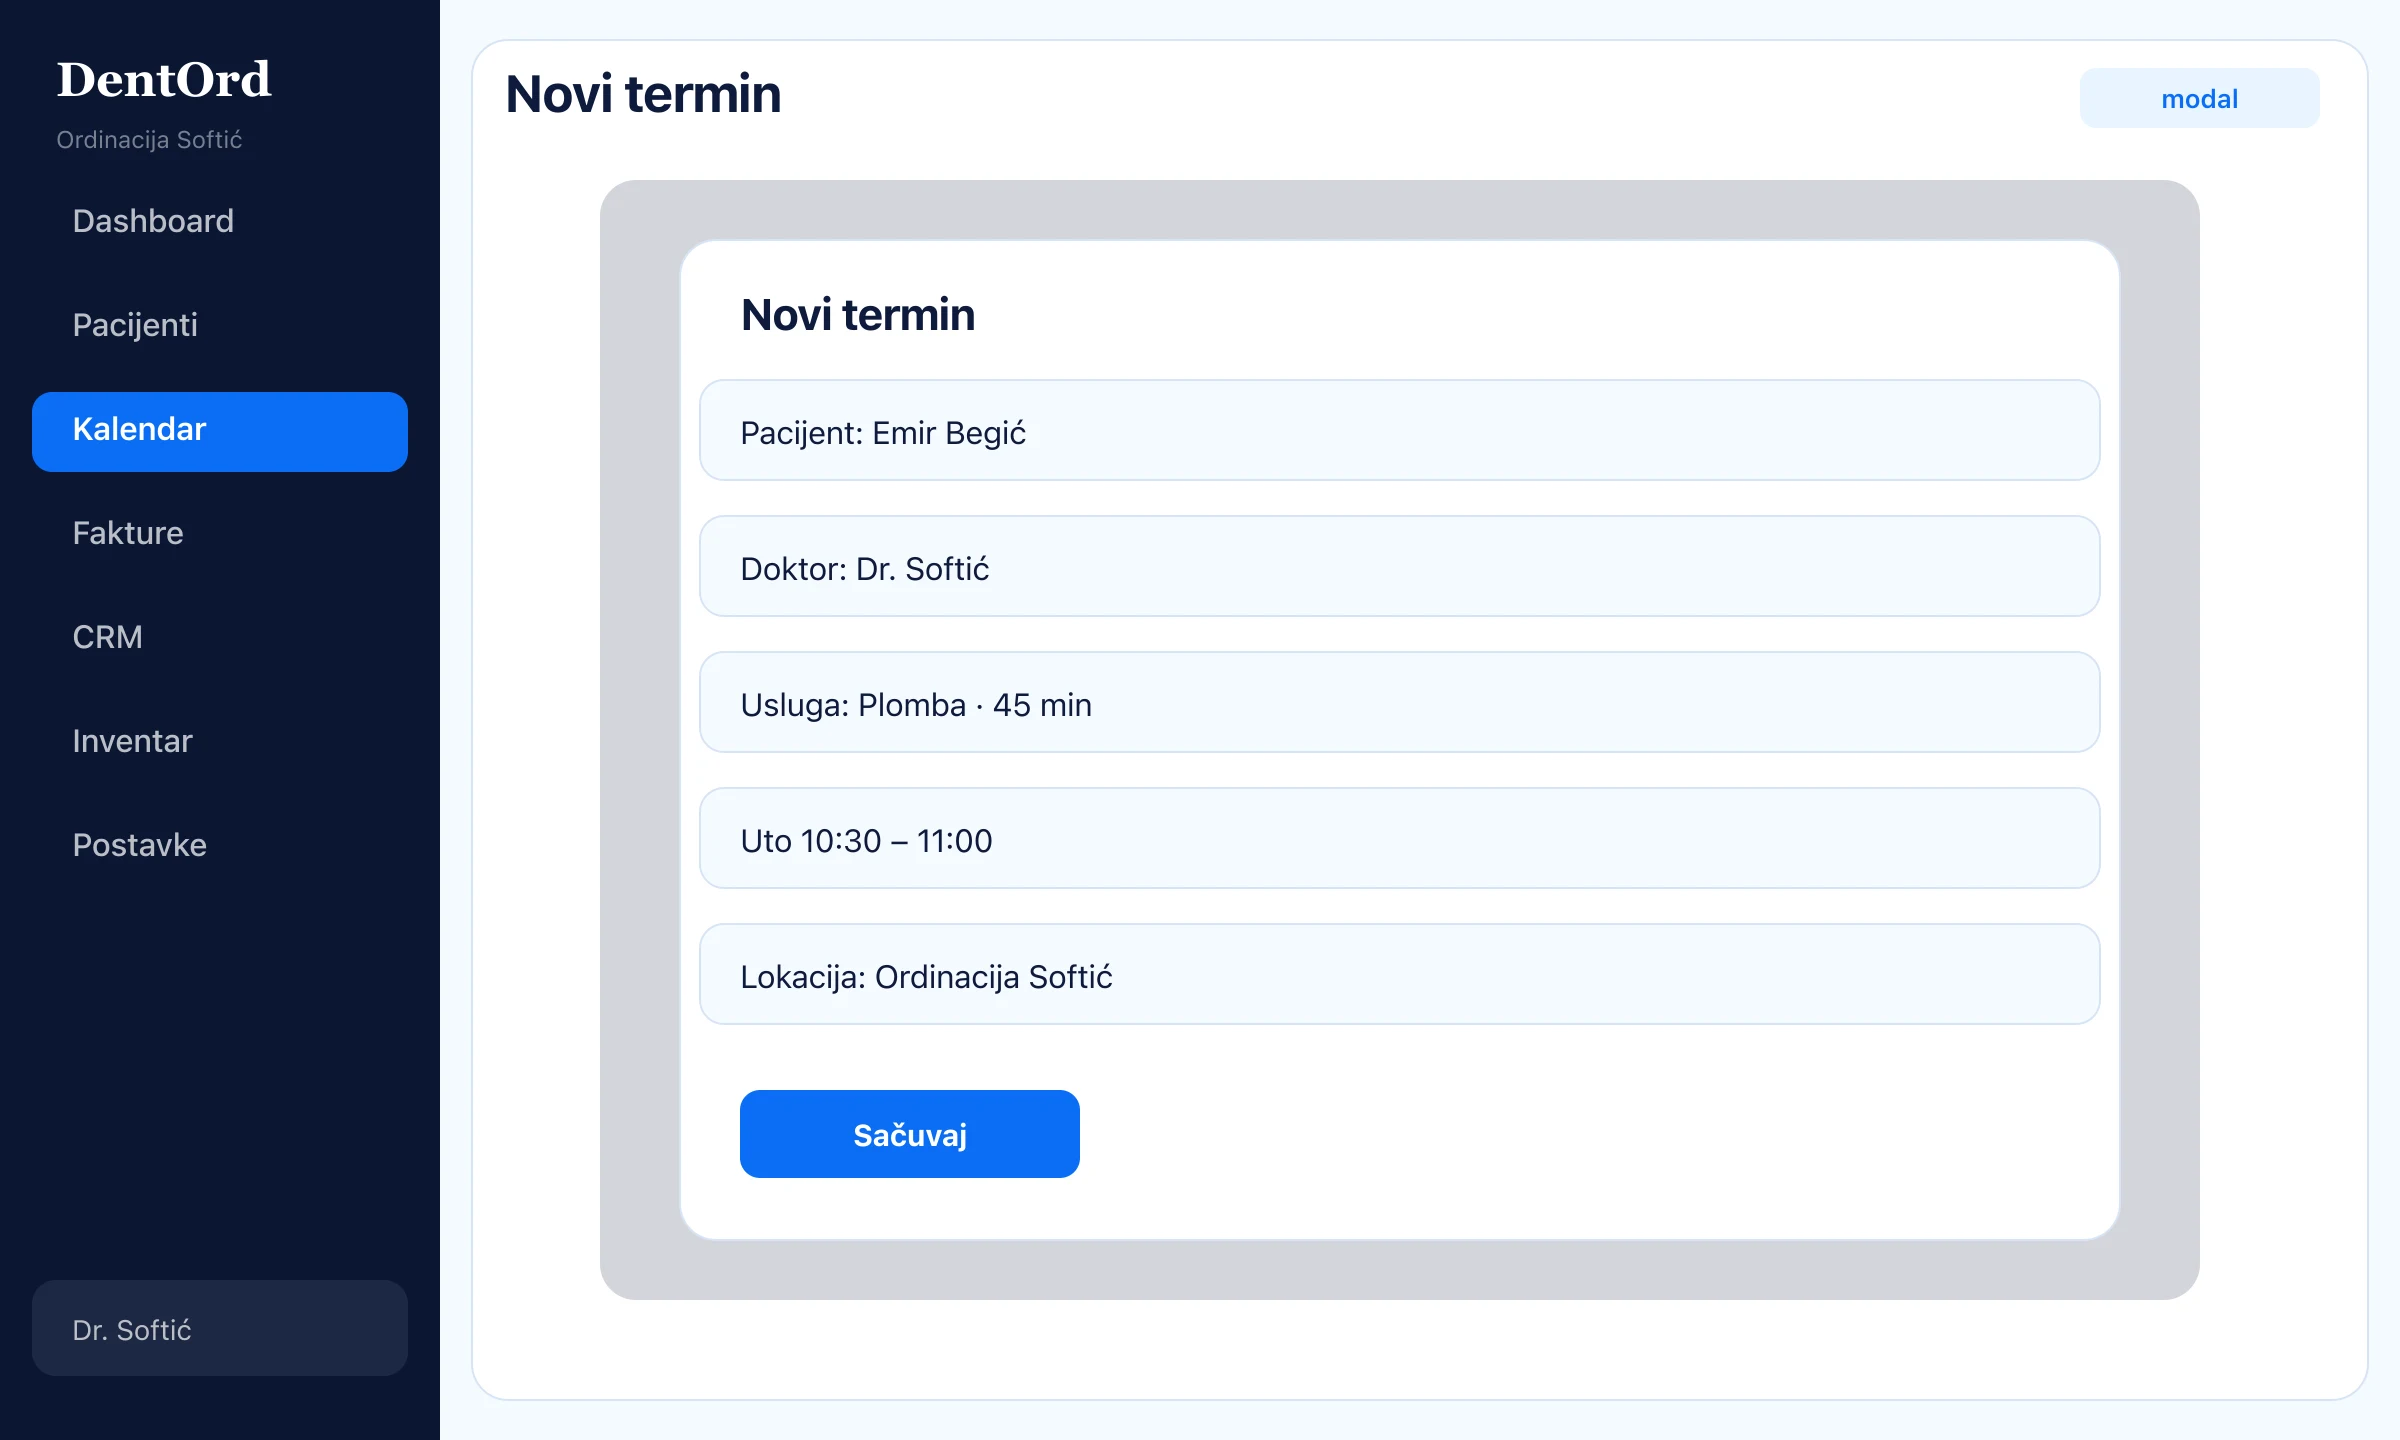 DentOrd
Ordinacija Softić
Dashboard
Pacijenti
Kalendar
Fakture
CRM
Inventar
Postavke
Dr. Softić
Novi termin
modal
Novi termin
Pacijent: Emir Begić
Doktor: Dr. Softić
Usluga: Plomba · 45 min
Uto 10:30 – 11:00
Lokacija: Ordinacija Softić
Sačuvaj